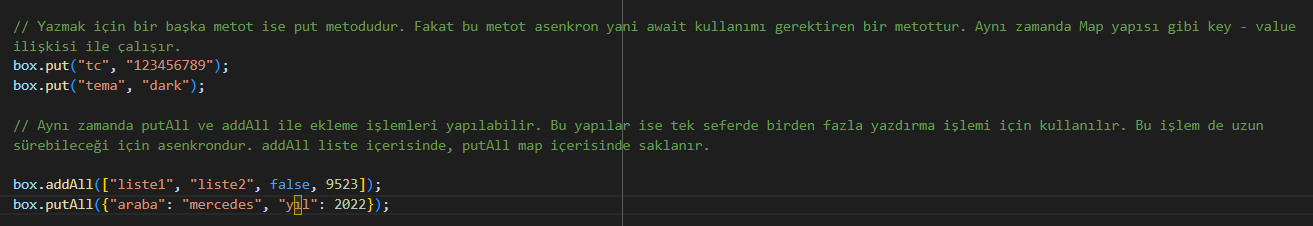 // Yazmak için bir başka metot ise put metodudur. Fakat bu metot asenkron yani await kullanımı gerektiren bir metottur. Aynı zamanda Map yapısı gibi key - value
ilişkisi ile çalışır.
box.put("tc", "123456789");
box.put("tema", "dark");
// Aynı zamanda putAll ve addAll ile ekleme işlemleri yapılabilir. Bu yapılar ise tek seferde birden fazla yazdırma işlemi için kullanılır. Bu işlem de uzun
sürebileceği için asenkrondur. addAll liste içerisinde, putAll map içerisinde saklanır.
box.addAll(["liste1", "liste2", false, 9523]);
box.putAll({"araba": "mercedes", "yıl": 2022});